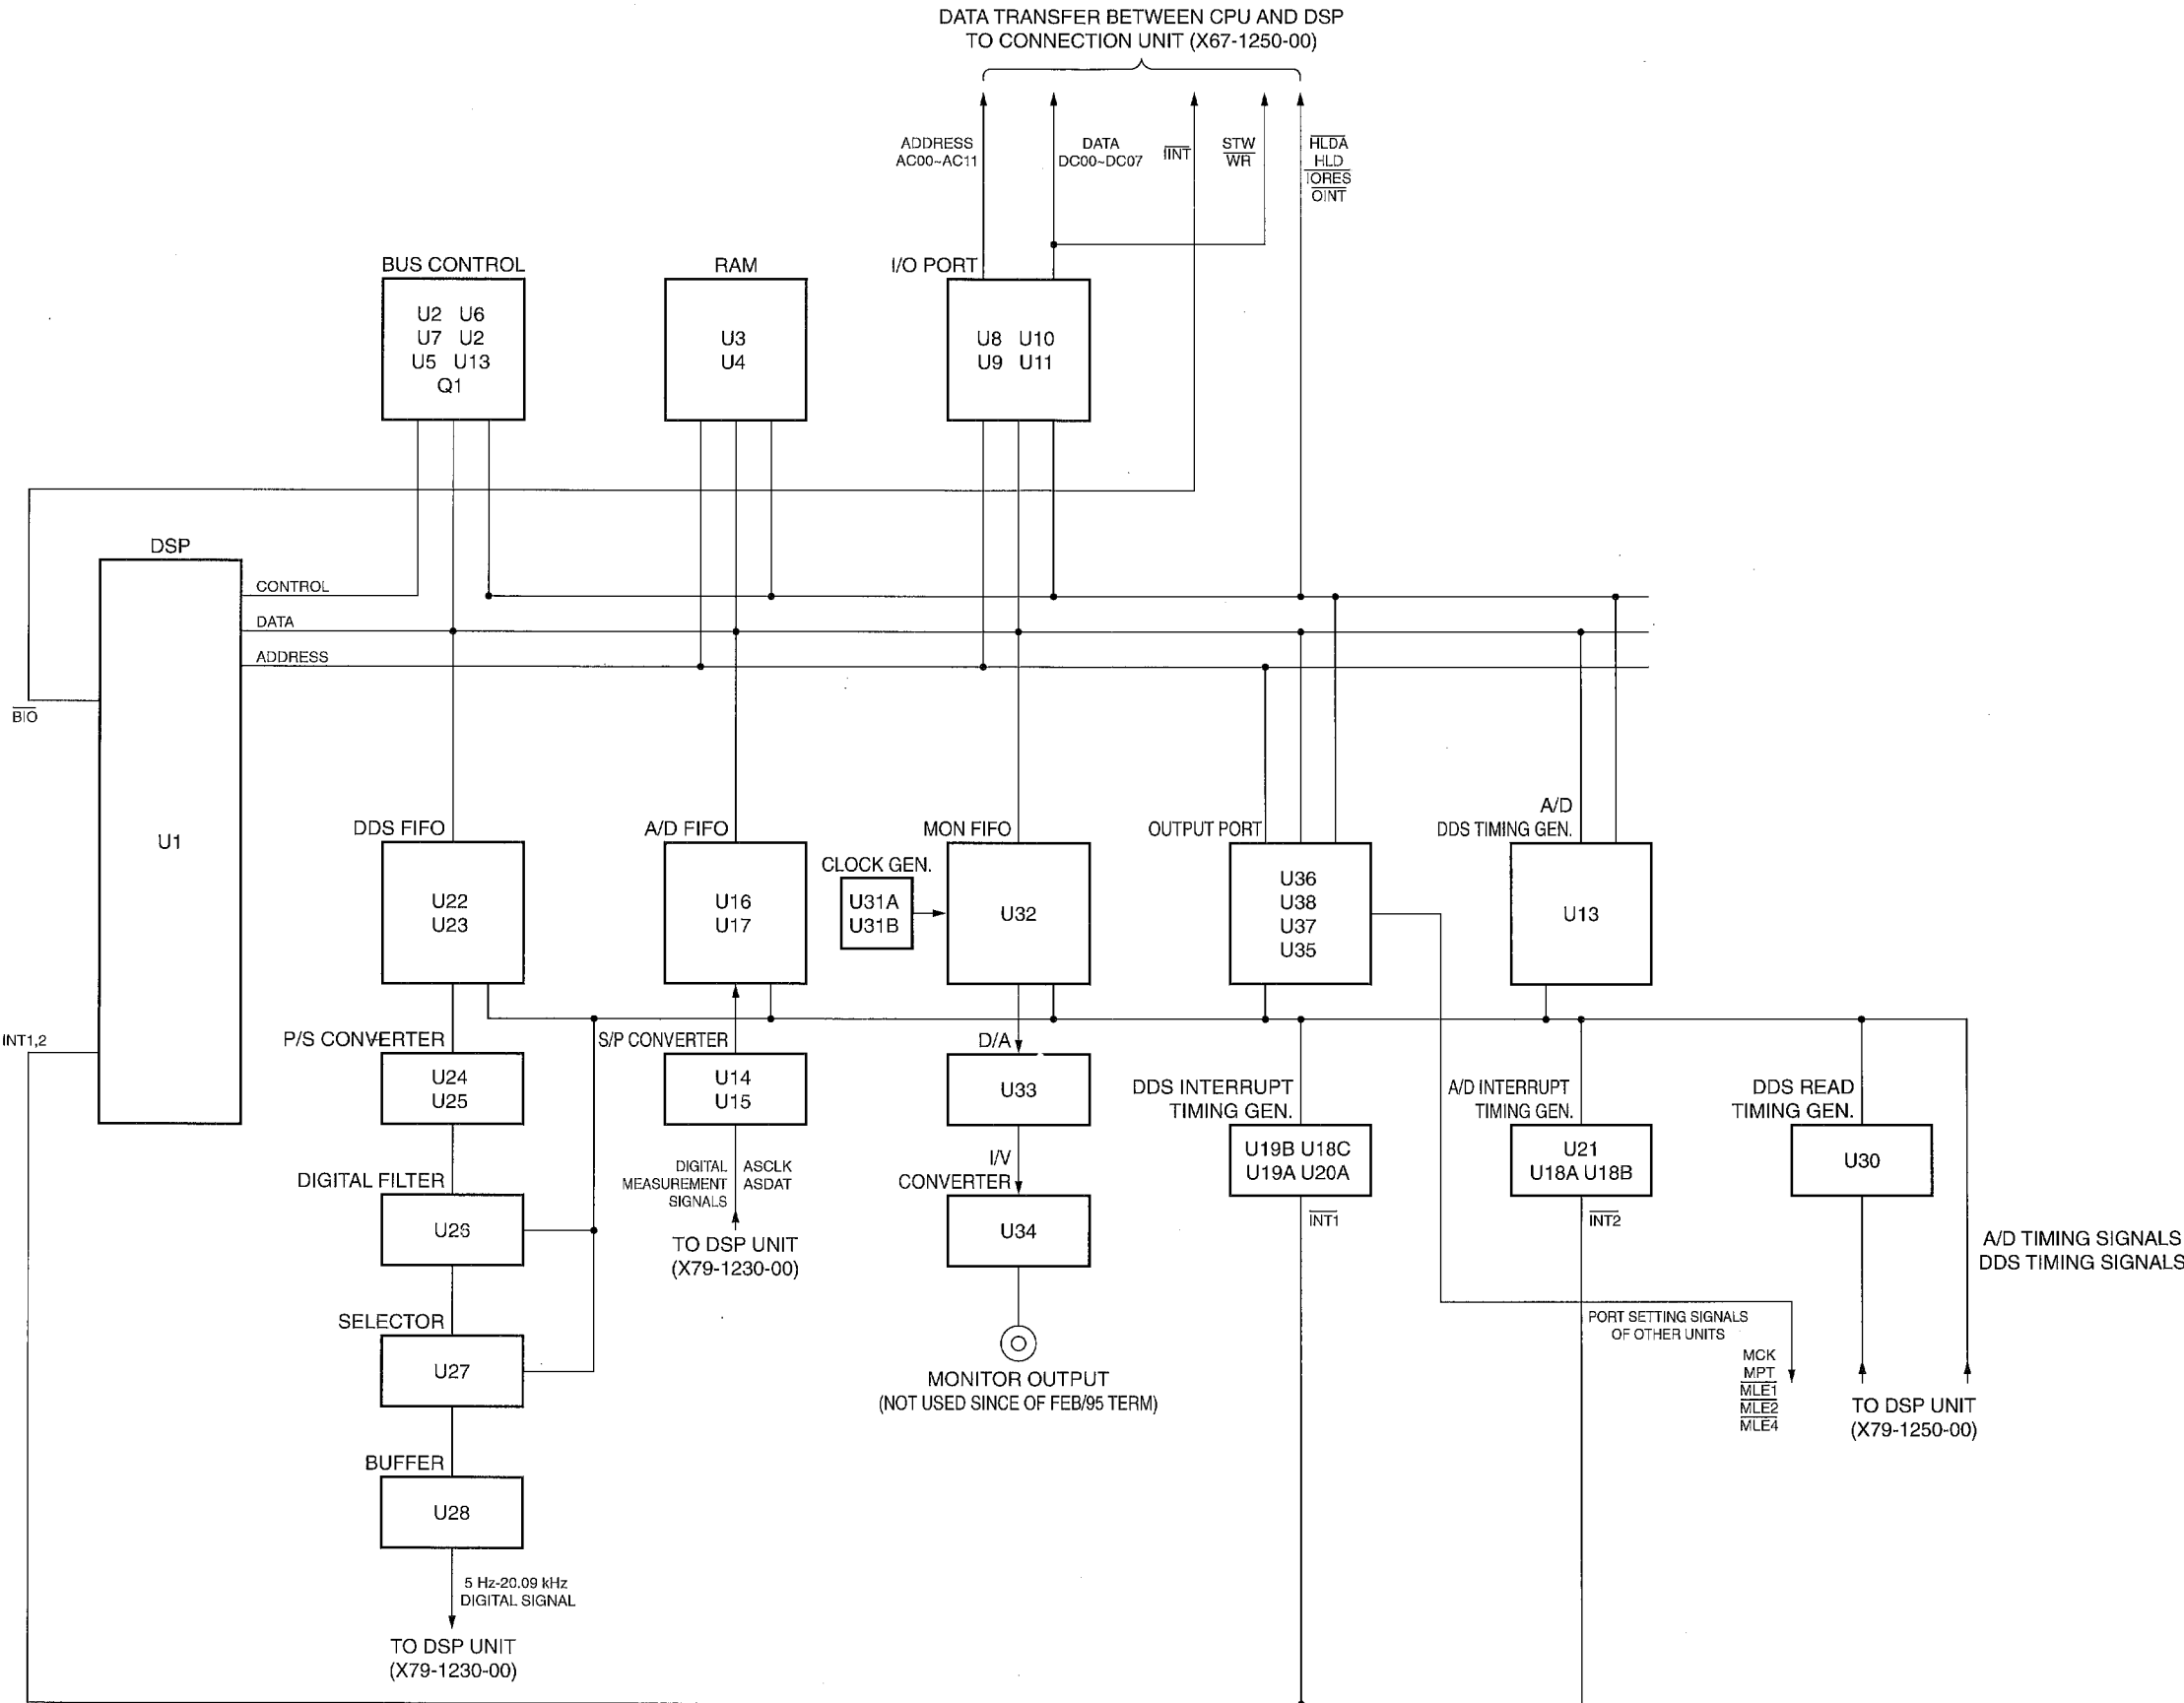 DATA TRANSFER BETWEEN CPU AND DSP
TO CONNECTION UNIT (X67-1250-00)
ADDRESS
AC00~AC11
DATA
DC00~DC07
IINT
STW
WR
HLDA
HLD
IORES
OINT
BUS CONTROL
U2 U6
U7 U2
U5 U13
Q1
RAM
U3
U4
I/O PORT
U8 U10
U9 U11
DSP
U1
CONTROL
DATA
ADDRESS
BIO
INT1,2
DDS FIFO
U22
U23
A/D FIFO
U16
U17
CLOCK GEN.
U31A
U31B
MON FIFO
U32
OUTPUT PORT
U36
U38
U37
U35
A/D
DDS TIMING GEN.
U13
P/S CONVERTER
U24
U25
S/P CONVERTER
U14
U15
D/A
U33
DDS INTERRUPT
TIMING GEN.
U19B U18C
U19A U20A
INT1
A/D INTERRUPT
TIMING GEN.
U21
U18A U18B
INT2
DDS READ
TIMING GEN.
U30
DIGITAL FILTER
U26
DIGITAL
MEASUREMENT
SIGNALS
ASCLK
ASDAT
TO DSP UNIT
(X79-1230-00)
I/V
CONVERTER
U34
A/D TIMING SIGNALS
DDS TIMING SIGNALS
SELECTOR
U27
MONITOR OUTPUT
(NOT USED SINCE OF FEB/95 TERM)
PORT SETTING SIGNALS
OF OTHER UNITS
MCK
MPT
MLE1
MLE2
MLE4
TO DSP UNIT
(X79-1250-00)
BUFFER
U28
5 Hz-20.09 kHz
DIGITAL SIGNAL
TO DSP UNIT
(X79-1230-00)